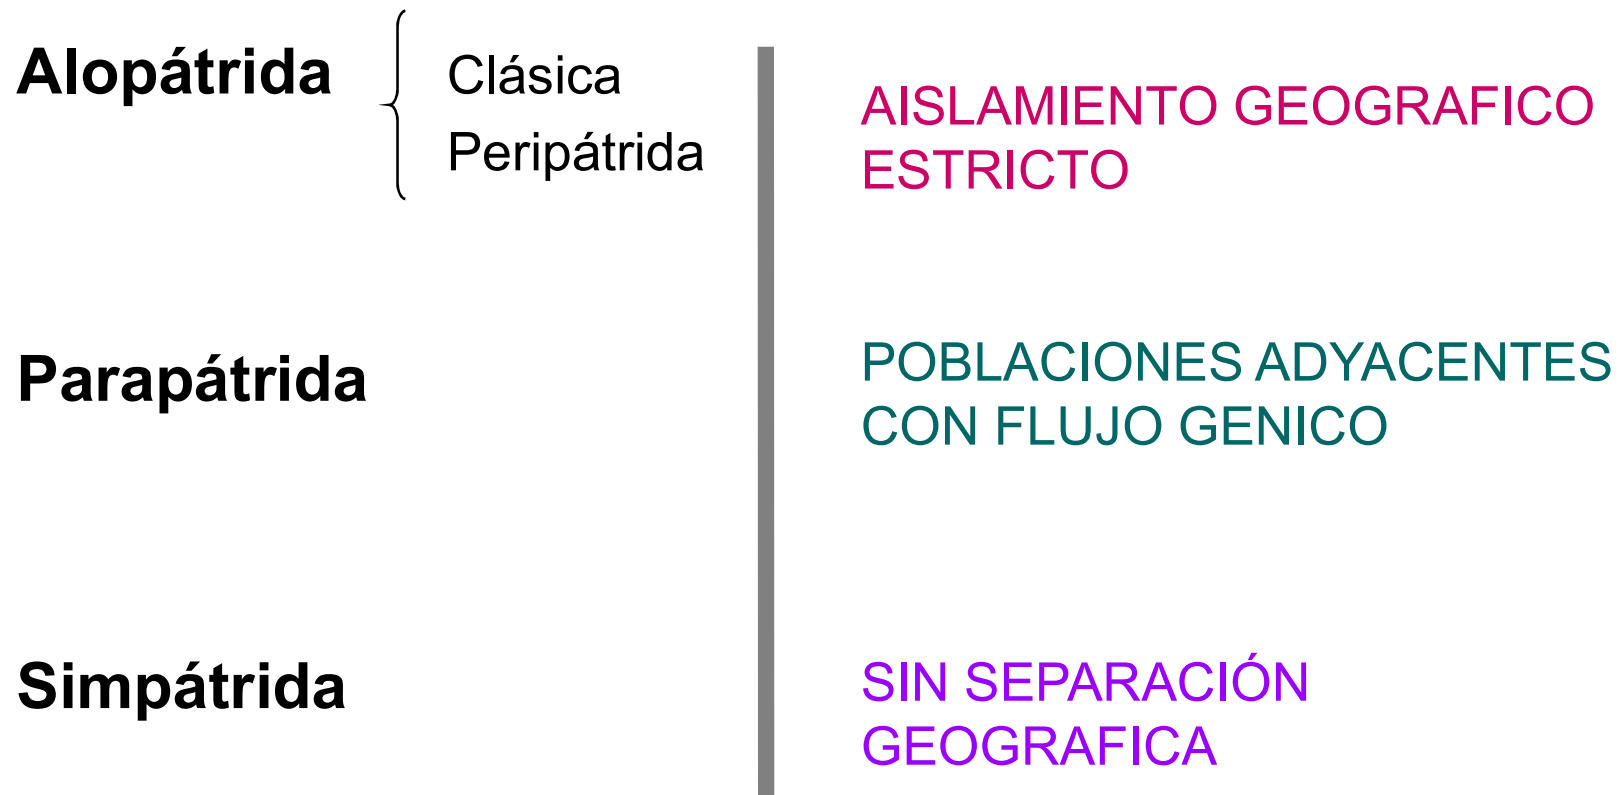 Alopátrida
Clásica
Peripátrida
AISLAMIENTO GEOGRAFICO
ESTRICTO
Parapátrida
POBLACIONES ADYACENTES
CON FLUJO GENICO
Simpátrida
SIN SEPARACIÓN
GEOGRAFICA